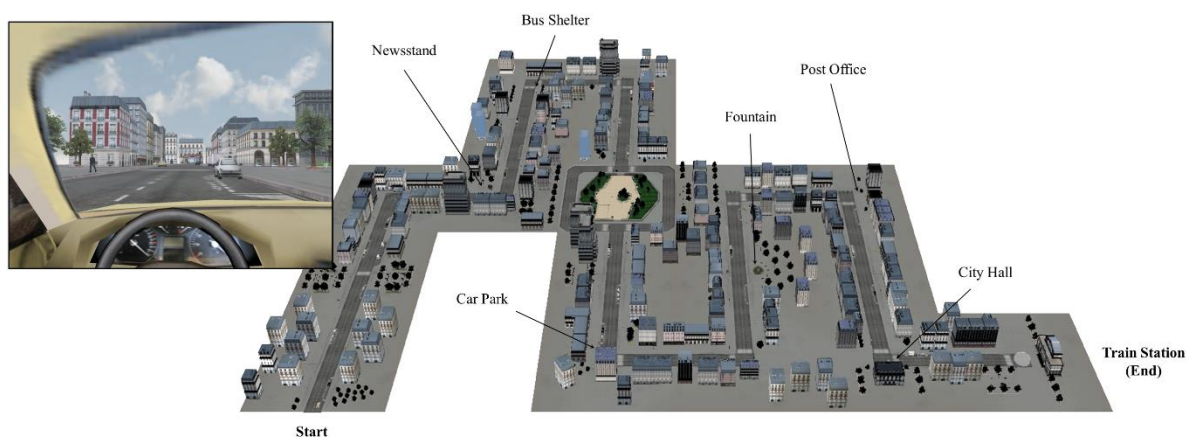 Bus Shelter
Newsstand
Post Office
Fountain
City Hall
Car Park
Train Station
(End)
Start